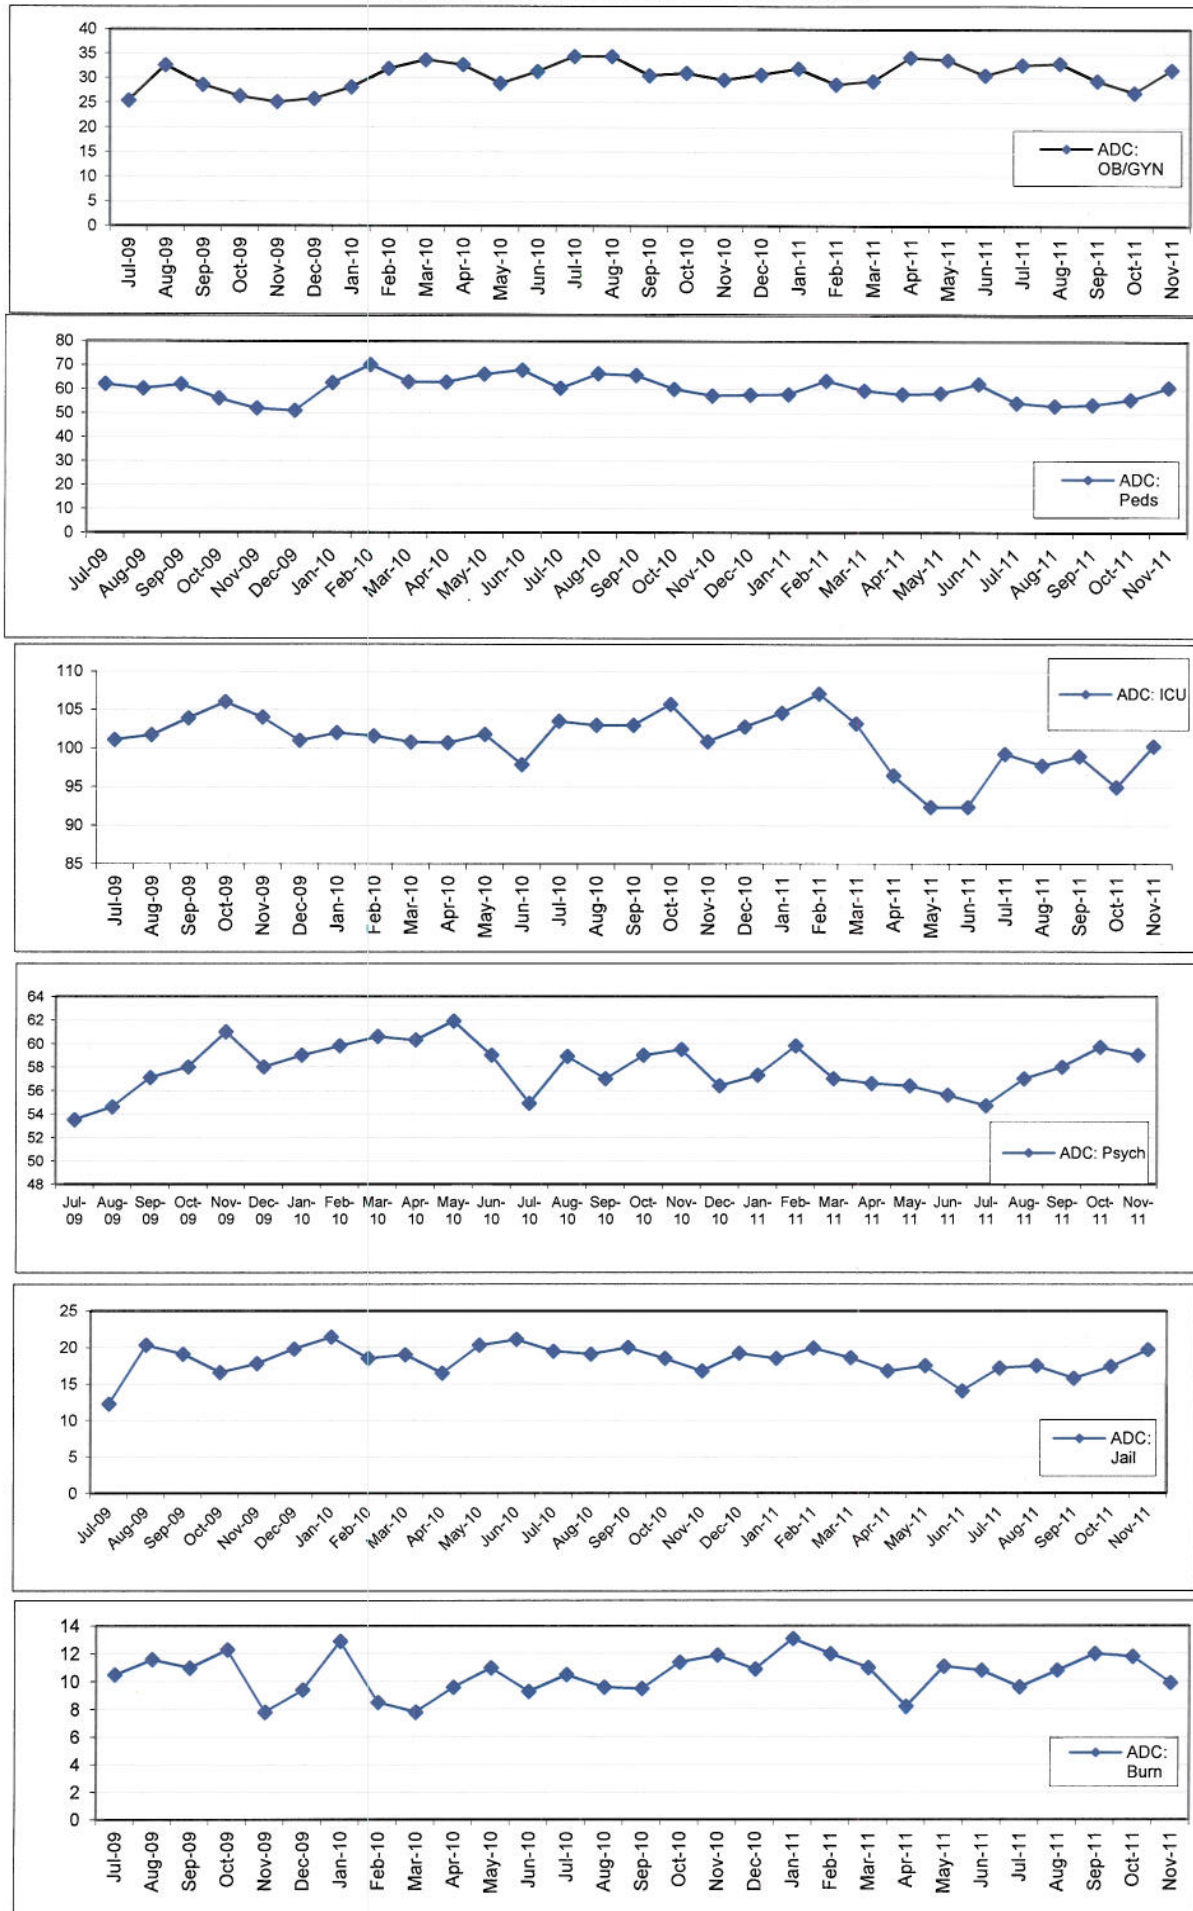 40
35
30
25
20
15
10
5
0
ADC:
OB/GYN
Jul-09
Aug-09
Sep-09
Oct-09
Nov-09
Dec-09
Jan-10
Feb-10
Mar-10
Apr-10
May-10
Jun-10
Jul-10
Aug-10
Sep-10
Oct-10
Nov-10
Dec-10
Jan-11
Feb-11
Mar-11
Apr-11
May-11
Jun-11
Jul-11
Aug-11
Sep-11
Oct-11
Nov-11
80
70
60
50
40
30
20
10
0
ADC:
Peds
Jul-09
Aug-09
Sep-09
Oct-09
Nov-09
Dec-09
Jan-10
Feb-10
Mar-10
Apr-10
May-10
Jun-10
Jul-10
Aug-10
Sep-10
Oct-10
Nov-10
Dec-10
Jan-11
Feb-11
Mar-11
Apr-11
May-11
Jun-11
Jul-11
Aug-11
Sep-11
Oct-11
Nov-11
110
105
100
95
90
85
ADC: ICU
Jul-09
Aug-09
Sep-09
Oct-09
Nov-09
Dec-09
Jan-10
Feb-10
Mar-10
Apr-10
May-10
Jun-10
Jul-10
Aug-10
Sep-10
Oct-10
Nov-10
Dec-10
Jan-11
Feb-11
Mar-11
Apr-11
May-11
Jun-11
Jul-11
Aug-11
Sep-11
Oct-11
Nov-11
64
62
60
58
56
54
52
50
48
ADC: Psych
Jul- Aug- Sep- Oct- Nov- Dec- Jan- Feb- Mar- Apr- May- Jun- Jul- Aug- Sep- Oct- Nov- Dec- Jan- Feb- Mar- Apr- May- Jun- Jul- Aug- Sep- Oct- Nov-
09 09 09 09 09 09 10 10 10 10 10 10 10 10 10 10 10 10 11 11 11 11 11 11 11 11 11 11 11
25
20
15
10
5
0
ADC:
Jail
Jul-09
Aug-09
Sep-09
Oct-09
Nov-09
Dec-09
Jan-10
Feb-10
Mar-10
Apr-10
May-10
Jun-10
Jul-10
Aug-10
Sep-10
Oct-10
Nov-10
Dec-10
Jan-11
Feb-11
Mar-11
Apr-11
May-11
Jun-11
Jul-11
Aug-11
Sep-11
Oct-11
Nov-11
14
12
10
8
6
4
2
0
ADC:
Burn
Jul-09
Aug-09
Sep-09
Oct-09
Nov-09
Dec-09
Jan-10
Feb-10
Mar-10
Apr-10
May-10
Jun-10
Jul-10
Aug-10
Sep-10
Oct-10
Nov-10
Dec-10
Jan-11
Feb-11
Mar-11
Apr-11
May-11
Jun-11
Jul-11
Aug-11
Sep-11
Oct-11
Nov-11